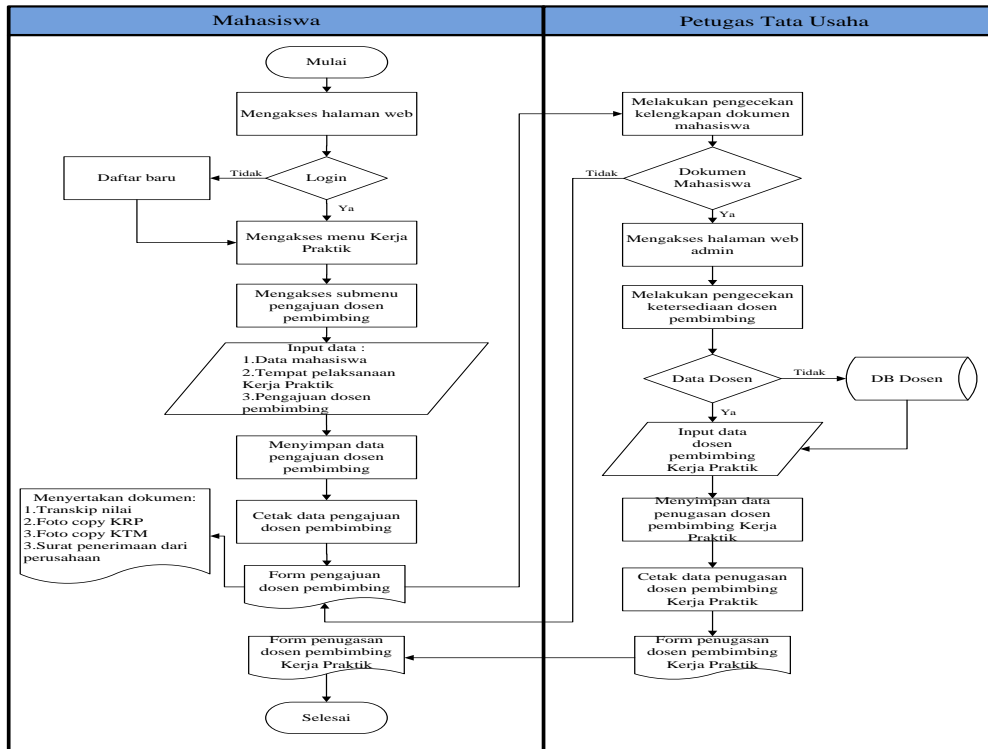 Mahasiswa
Petugas Tata Usaha
Mulai
Mengakses halaman web
Login
Tidak
Daftar baru
Ya
Mengakses menu Kerja
Praktik
Mengakses submenu
pengajuan dosen
pembimbing
Input data :
1.Data mahasiswa
2.Tempat pelaksanaan
Kerja Praktik
3.Pengajuan dosen
pembimbing
Menyimpan data
pengajuan dosen
pembimbing
Cetak data pengajuan
dosen pembimbing
Form pengajuan
dosen pembimbing
Menyertakan dokumen:
1.Transkip nilai
2.Foto copy KRP
3.Foto copy KTM
3.Surat penerimaan dari
perusahaan
Form penugasan
dosen pembimbing
Kerja Praktik
Selesai
Melakukan pengecekan
kelengkapan dokumen
mahasiswa
Tidak
Dokumen
Mahasiswa
Ya
Mengakses halaman web
admin
Melakukan pengecekan
ketersediaan dosen
pembimbing
Data Dosen
Tidak
DB Dosen
Ya
Input data
dosen
pembimbing
Kerja Praktik
Menyimpan data
penugasan dosen
pembimbing Kerja
Praktik
Cetak data penugasan
dosen pembimbing
Kerja Praktik
Form penugasan
dosen pembimbing
Kerja Praktik